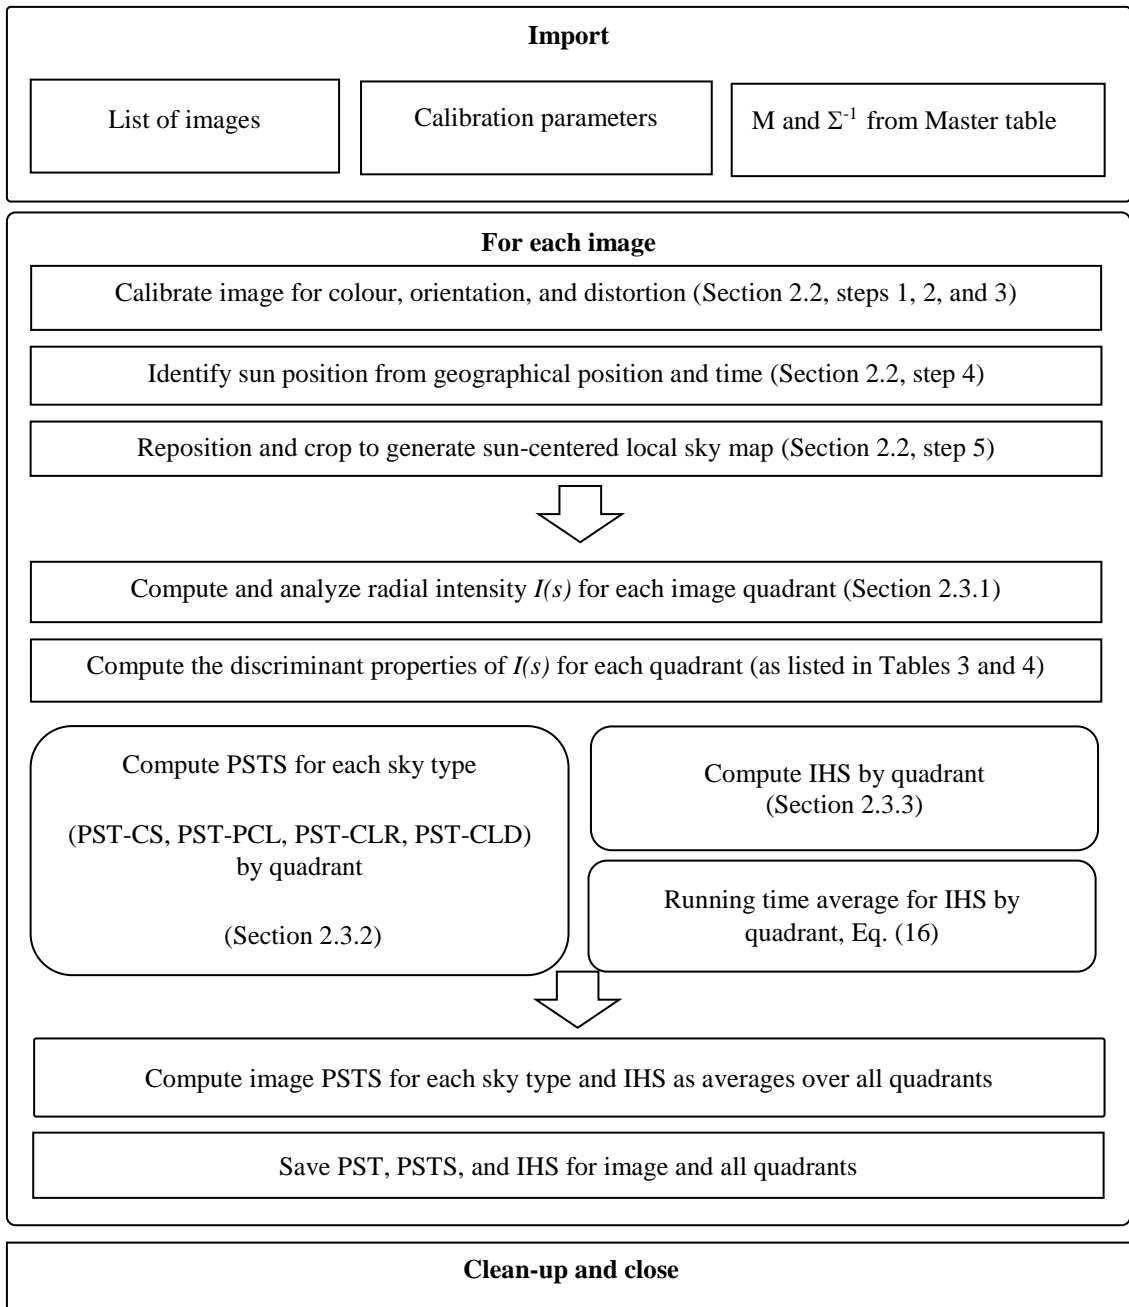 Import
List of images
Calibration parameters
M and Σ⁻¹ from Master table
For each image
Calibrate image for colour, orientation, and distortion (Section 2.2, steps 1, 2, and 3)
Identify sun position from geographical position and time (Section 2.2, step 4)
Reposition and crop to generate sun-centered local sky map (Section 2.2, step 5)
Compute and analyze radial intensity I(s) for each image quadrant (Section 2.3.1)
Compute the discriminant properties of I(s) for each quadrant (as listed in Tables 3 and 4)
Compute PSTS for each sky type
(PST-CS, PST-PCL, PST-CLR, PST-CLD)
by quadrant
(Section 2.3.2)
Compute IHS by quadrant
(Section 2.3.3)
Running time average for IHS by
quadrant, Eq. (16)
Compute image PSTS for each sky type and IHS as averages over all quadrants
Save PST, PSTS, and IHS for image and all quadrants
Clean-up and close